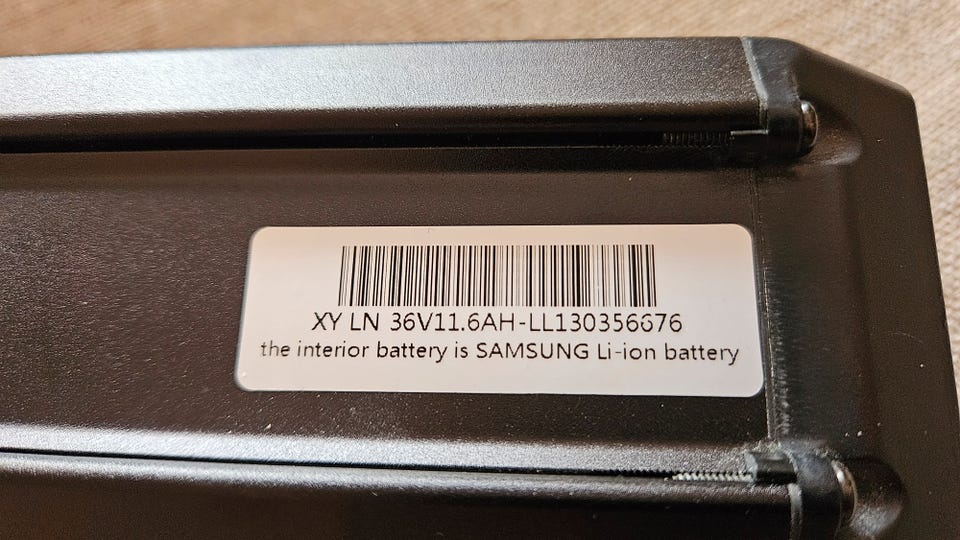 XY LN 36V11.6AH-LL130356676
the interior battery is SAMSUNG Li-ion battery